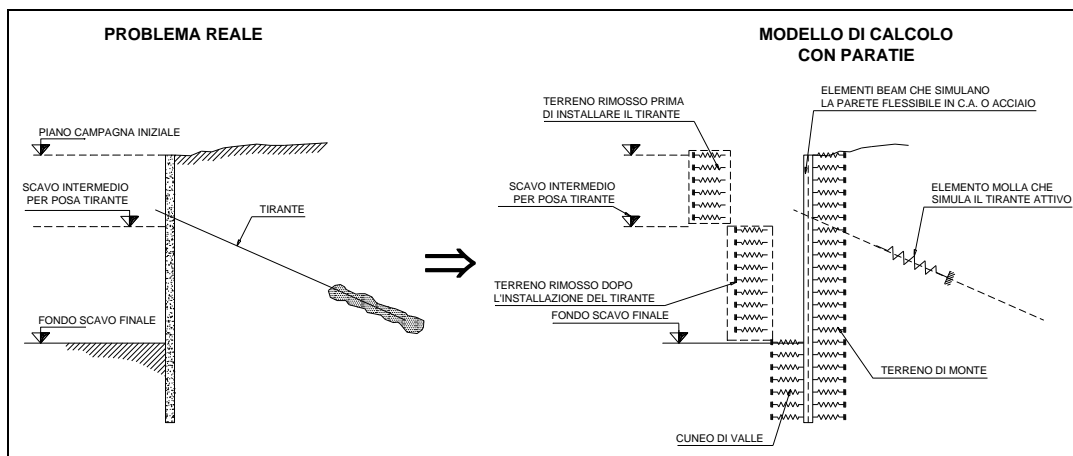 PROBLEMA REALE
PIANO CAMPAGNA INIZIALE
SCAVO INTERMEDIO
PER POSA TIRANTE
TIRANTE
FONDO SCAVO FINALE
MODELLO DI CALCOLO
CON PARATIE
TERRENO RIMOSSO PRIMA
DI INSTALLARE IL TIRANTE
ELEMENTI BEAM CHE SIMULANO
LA PARETE FLESSIBILE IN C.A. O ACCIAIO
SCAVO INTERMEDIO
PER POSA TIRANTE
ELEMENTO MOLLA CHE
SIMULA IL TIRANTE ATTIVO
TERRENO RIMOSSO DOPO
L'INSTALLAZIONE DEL TIRANTE
FONDO SCAVO FINALE
TERRENO DI MONTE
CUNEO DI VALLE